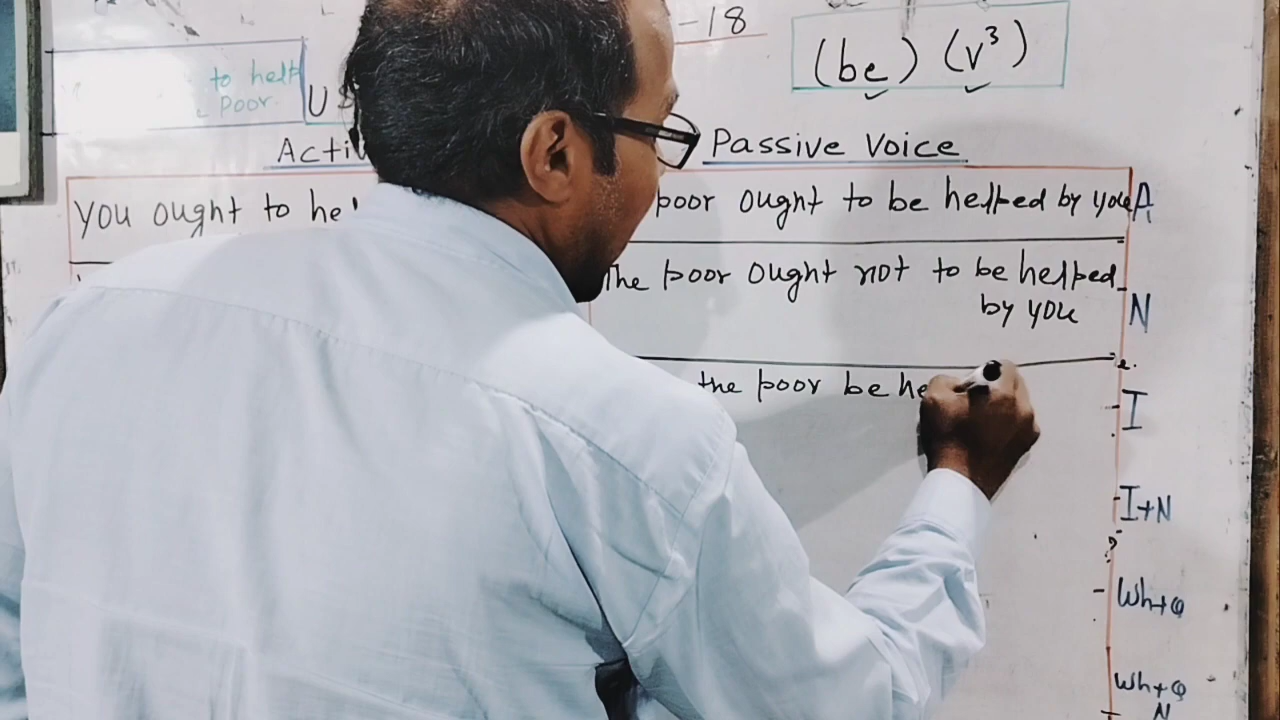 -18
(be) (v³)
to help
poor.
U
Acti
Passive Voice
You ought to he
poor ought to be helped by you A
The poor ought not to be helped
by you
N
the poor be he
I
I+N
Wh+Q
Wh+Q
N